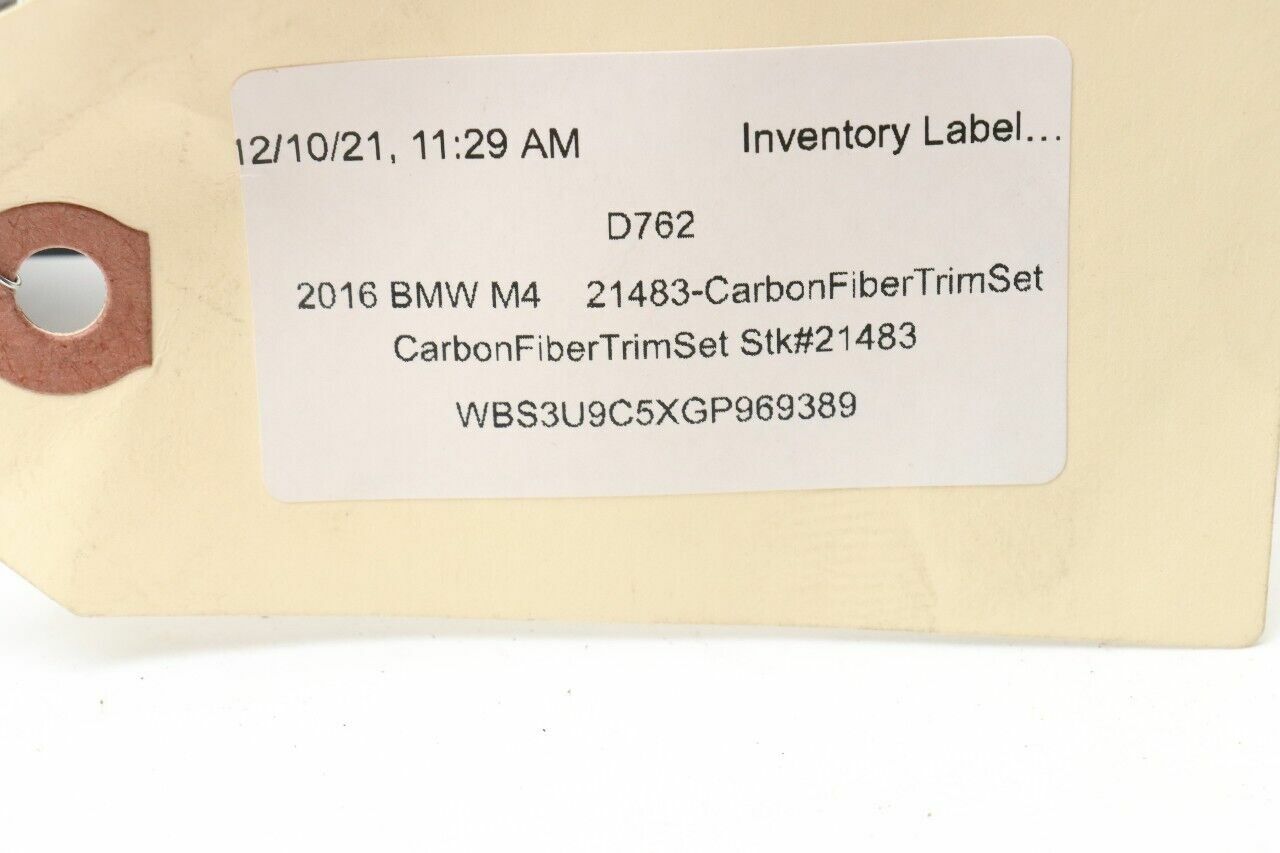 12/10/21, 11:29 AM Inventory Label...
D762
2016 BMW M4 21483-CarbonFiberTrimSet
CarbonFiberTrimSet Stk#21483
WBS3U9C5XGP969389